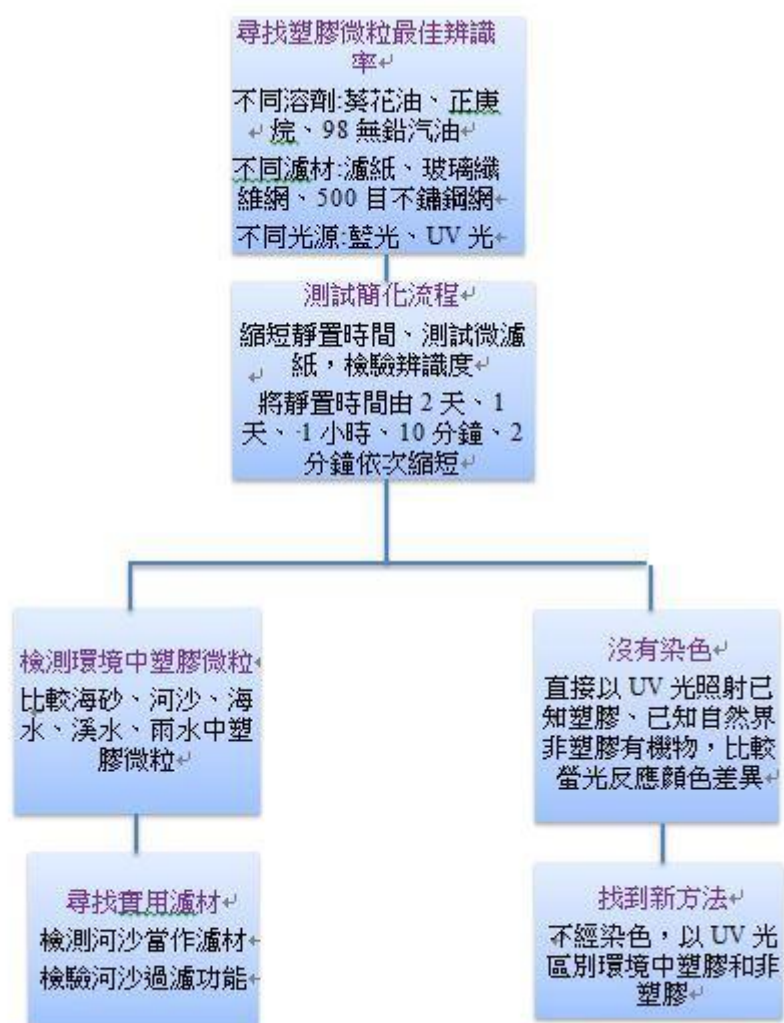 尋找塑膠微粒最佳辨識
率
不同溶劑:葵花油、正庚
烷、98 無鉛汽油
不同濾材:濾紙、玻璃纖
維網、500 目不鏽鋼網
不同光源:藍光、UV 光
測試簡化流程
縮短靜置時間、測試微濾
紙，檢驗辨識度
將靜置時間由 2 天、1
天、1 小時、10 分鐘、2
分鐘依次縮短
檢測環境中塑膠微粒
比較海砂、河沙、海
水、溪水、雨水中塑
膠微粒
尋找實用濾材
檢測河沙當作濾材
檢驗河沙過濾功能
沒有染色
直接以 UV 光照射已
知塑膠、已知自然界
非塑膠有機物，比較
螢光反應顏色差異
找到新方法
不經染色，以 UV 光
區別環境中塑膠和非
塑膠